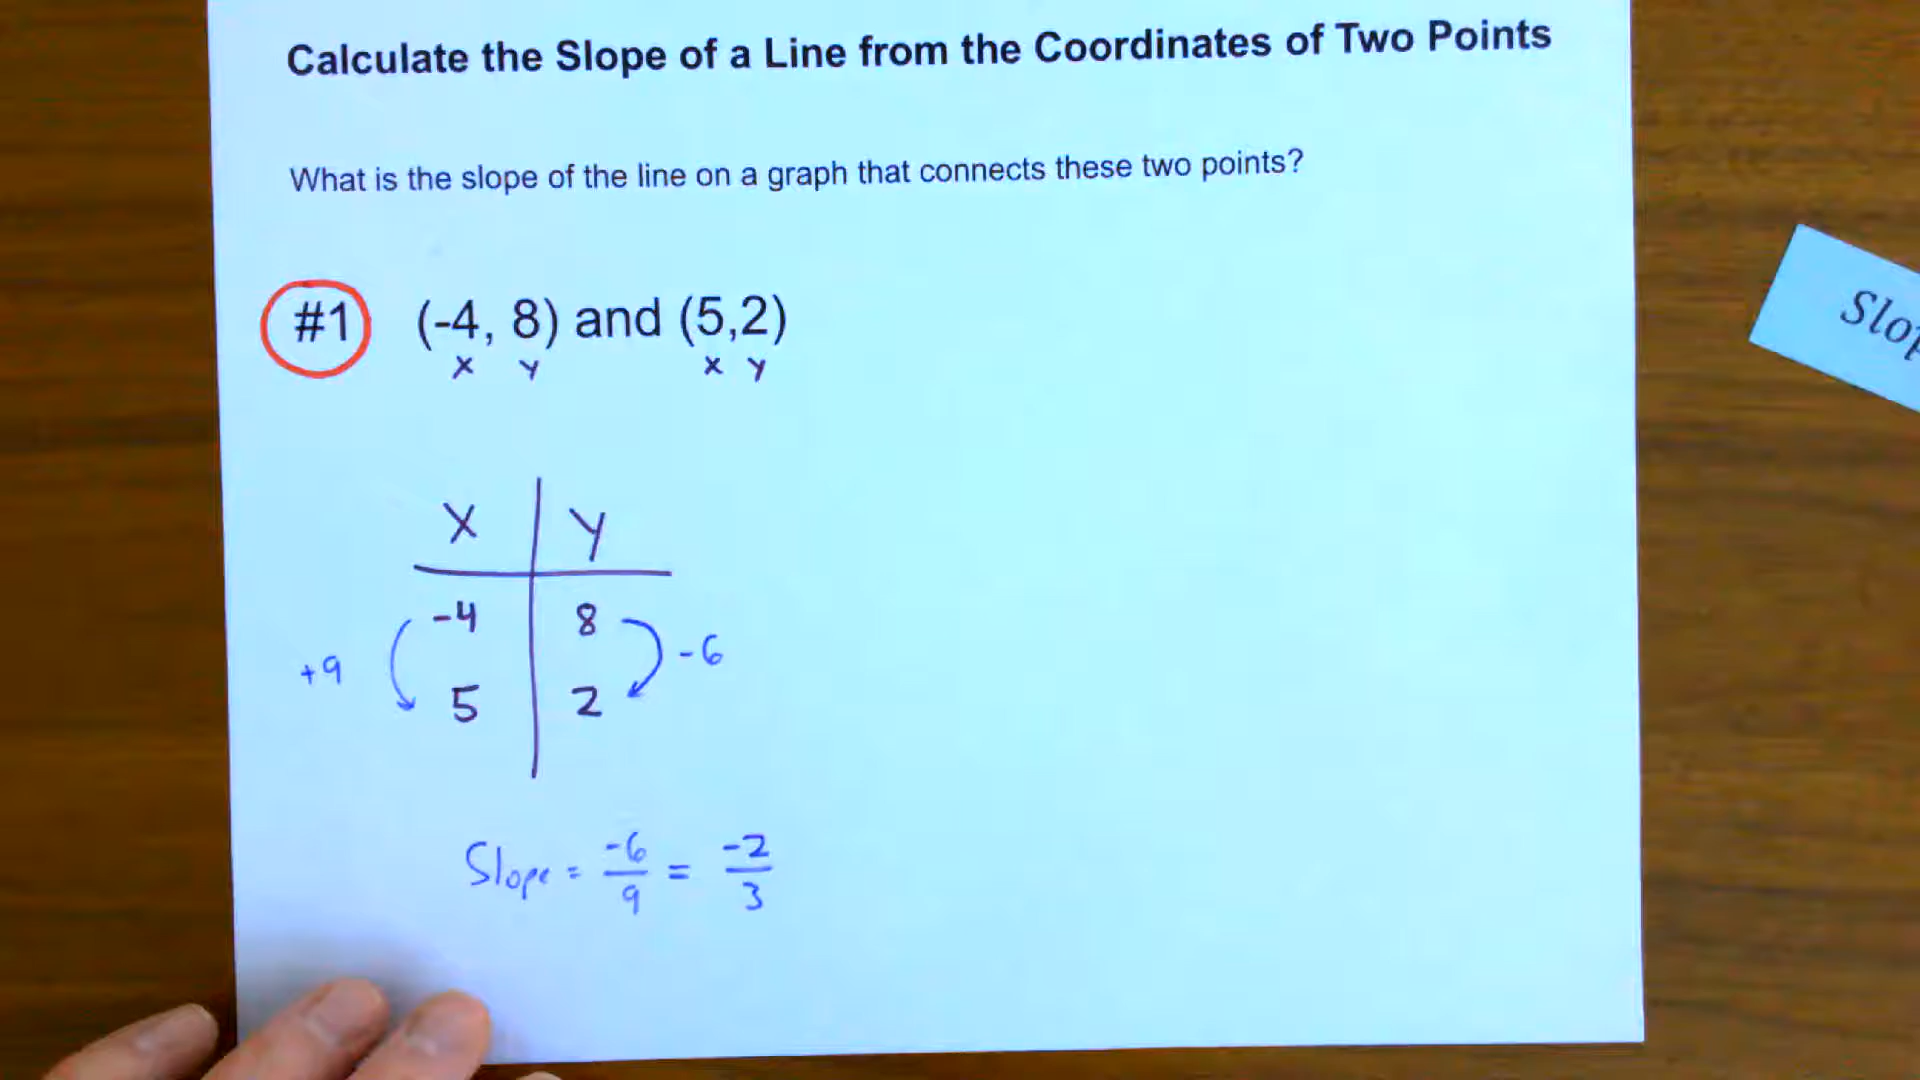 Calculate the Slope of a Line from the Coordinates of Two Points
What is the slope of the line on a graph that connects these two points?
#1 (-4, 8) and (5,2)
x y x y
X Y
-4 8
+9 -6
5 2
Slope = -6/9 = -2/3